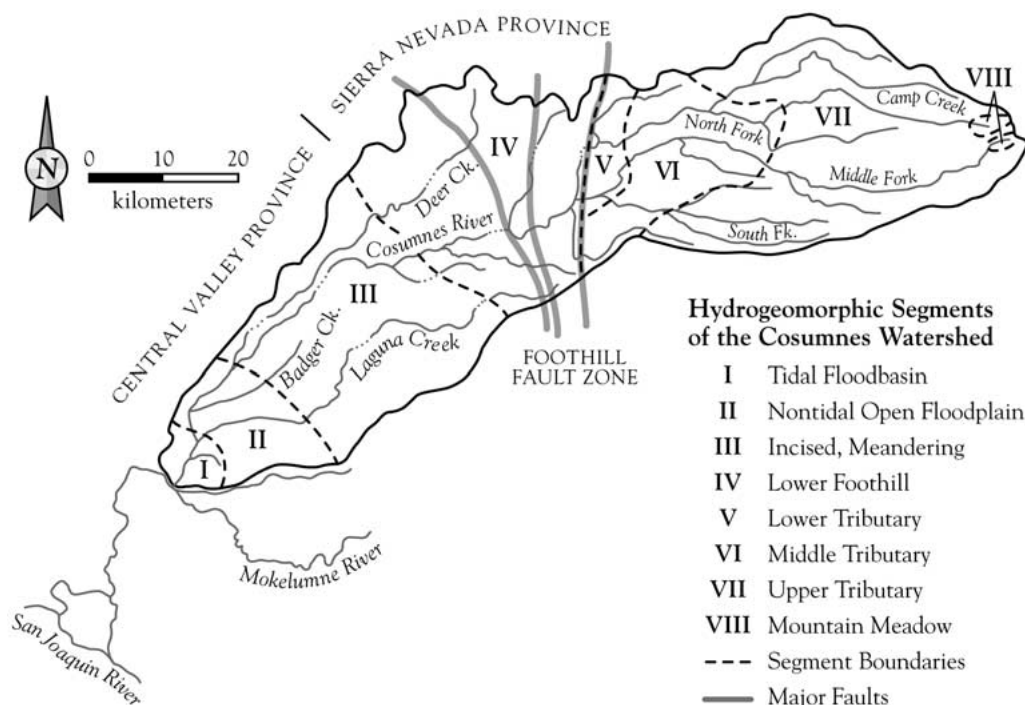 SIERRA NEVADA PROVINCE
CENTRAL VALLEY PROVINCE
N
0 10 20
kilometers
VIII
Camp Creek
VII
North Fork
IV
V
VI
Middle Fork
Deer Ck.
Cosumnes River
South Fk.
III
Badger Ck.
Laguna Creek
FOOTHILL
FAULT ZONE
II
I
Mokelumne River
San Joaquin River
Hydrogeomorphic Segments
of the Cosumnes Watershed
I Tidal Floodbasin
II Nontidal Open Floodplain
III Incised, Meandering
IV Lower Foothill
V Lower Tributary
VI Middle Tributary
VII Upper Tributary
VIII Mountain Meadow
Segment Boundaries
Major Faults